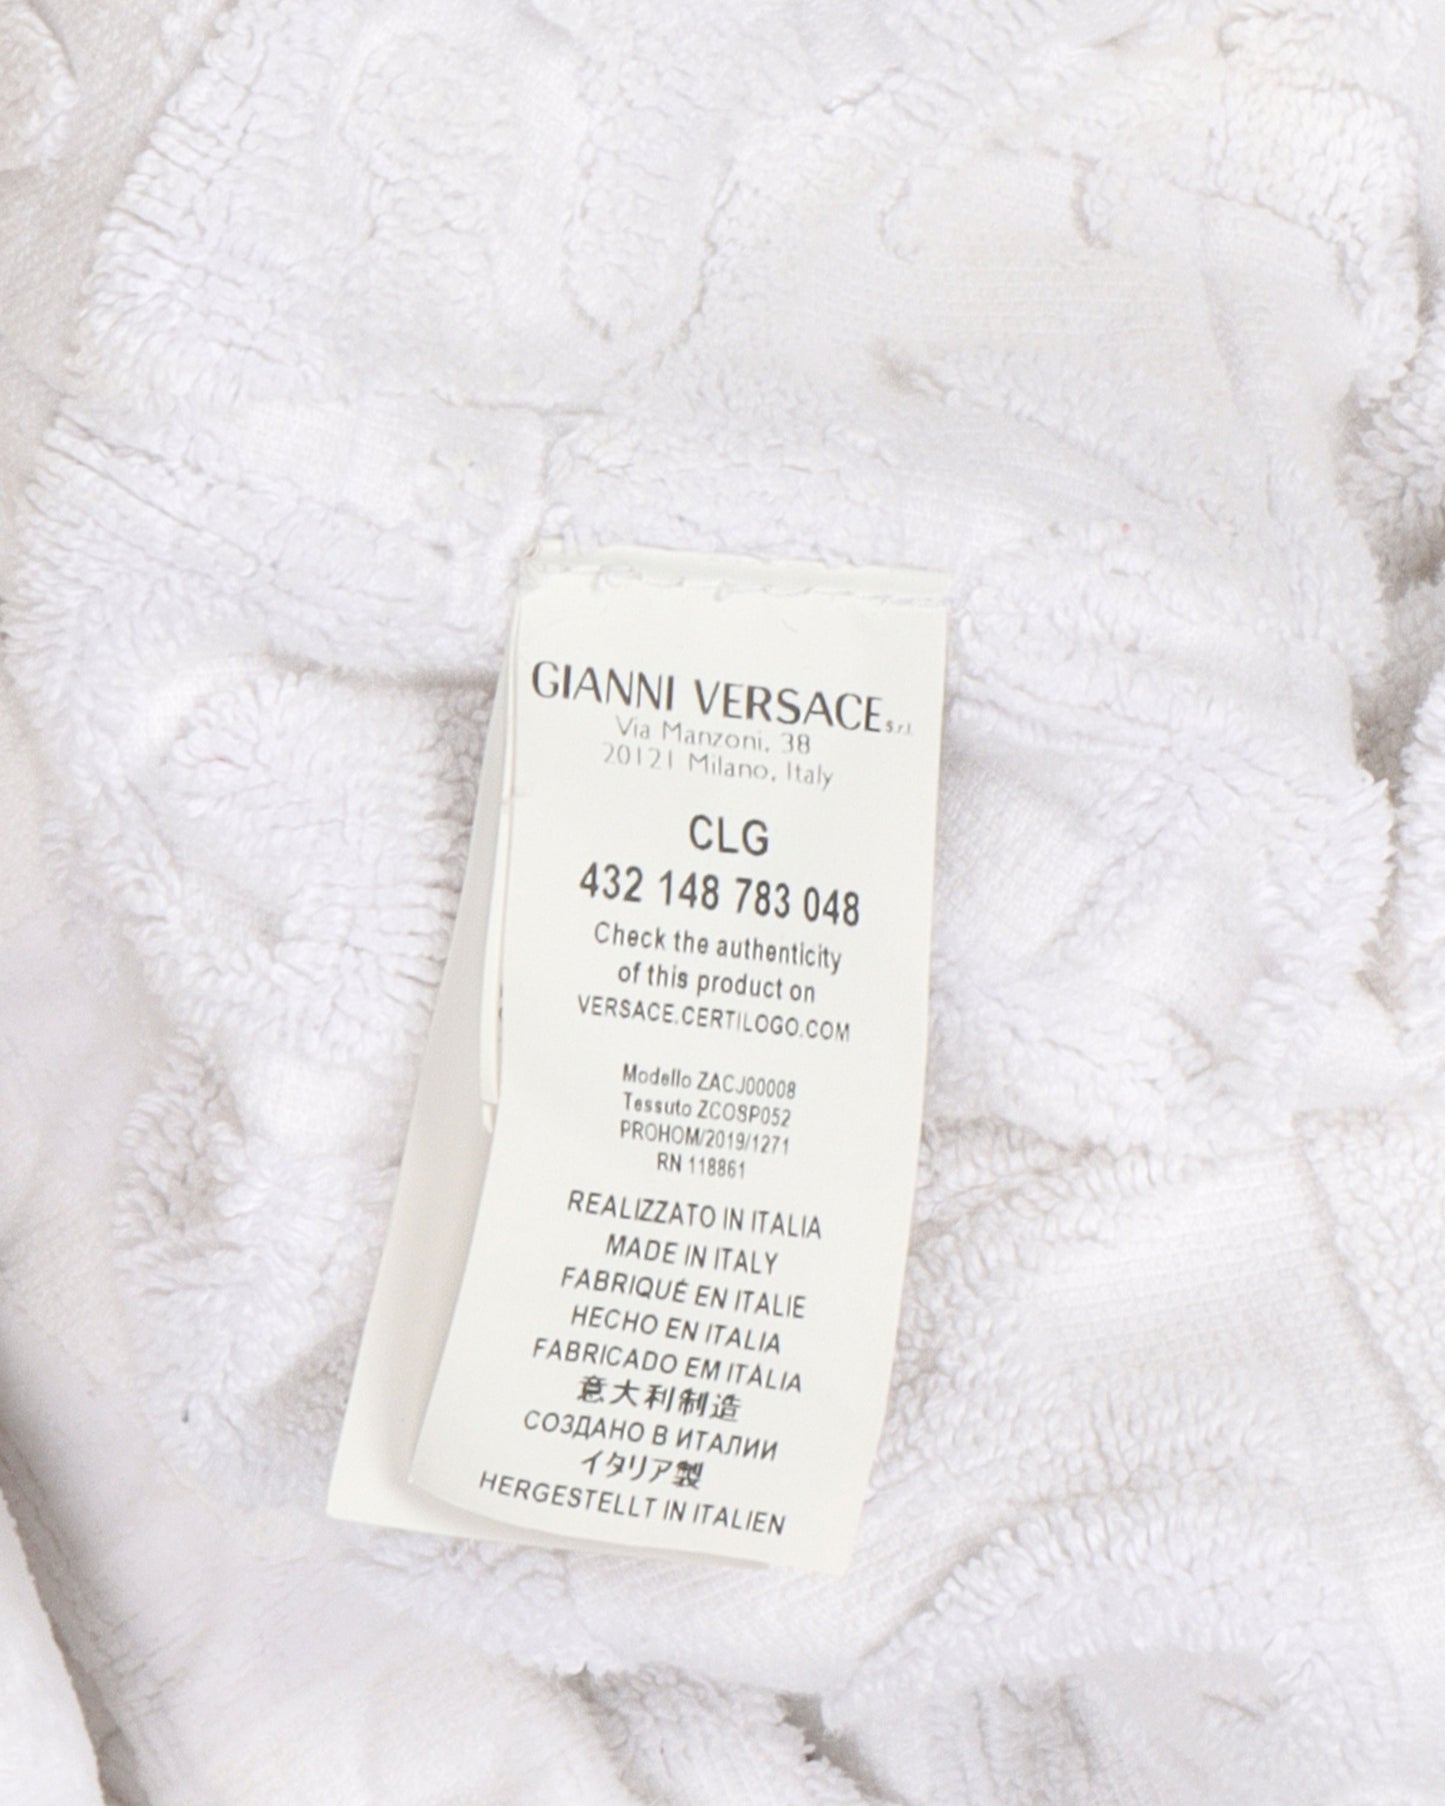 GIANNI VERSACE s.r.l.
Via Manzoni, 38
20121 Milano, Italy
CLG
432 148 783 048
Check the authenticity
of this product on
VERSACE.CERTILOGO.COM
Modello ZACJ00008
Tessuto ZCOSP052
PROHOM/2019/1271
RN 118861
REALIZZATO IN ITALIA
MADE IN ITALY
FABRIQUÉ EN ITALIE
HECHO EN ITALIA
FABRICADO EM ITÁLIA
意大利制造
СОЗДАНО В ИТАЛИИ
イタリア製
HERGESTELLT IN ITALIEN